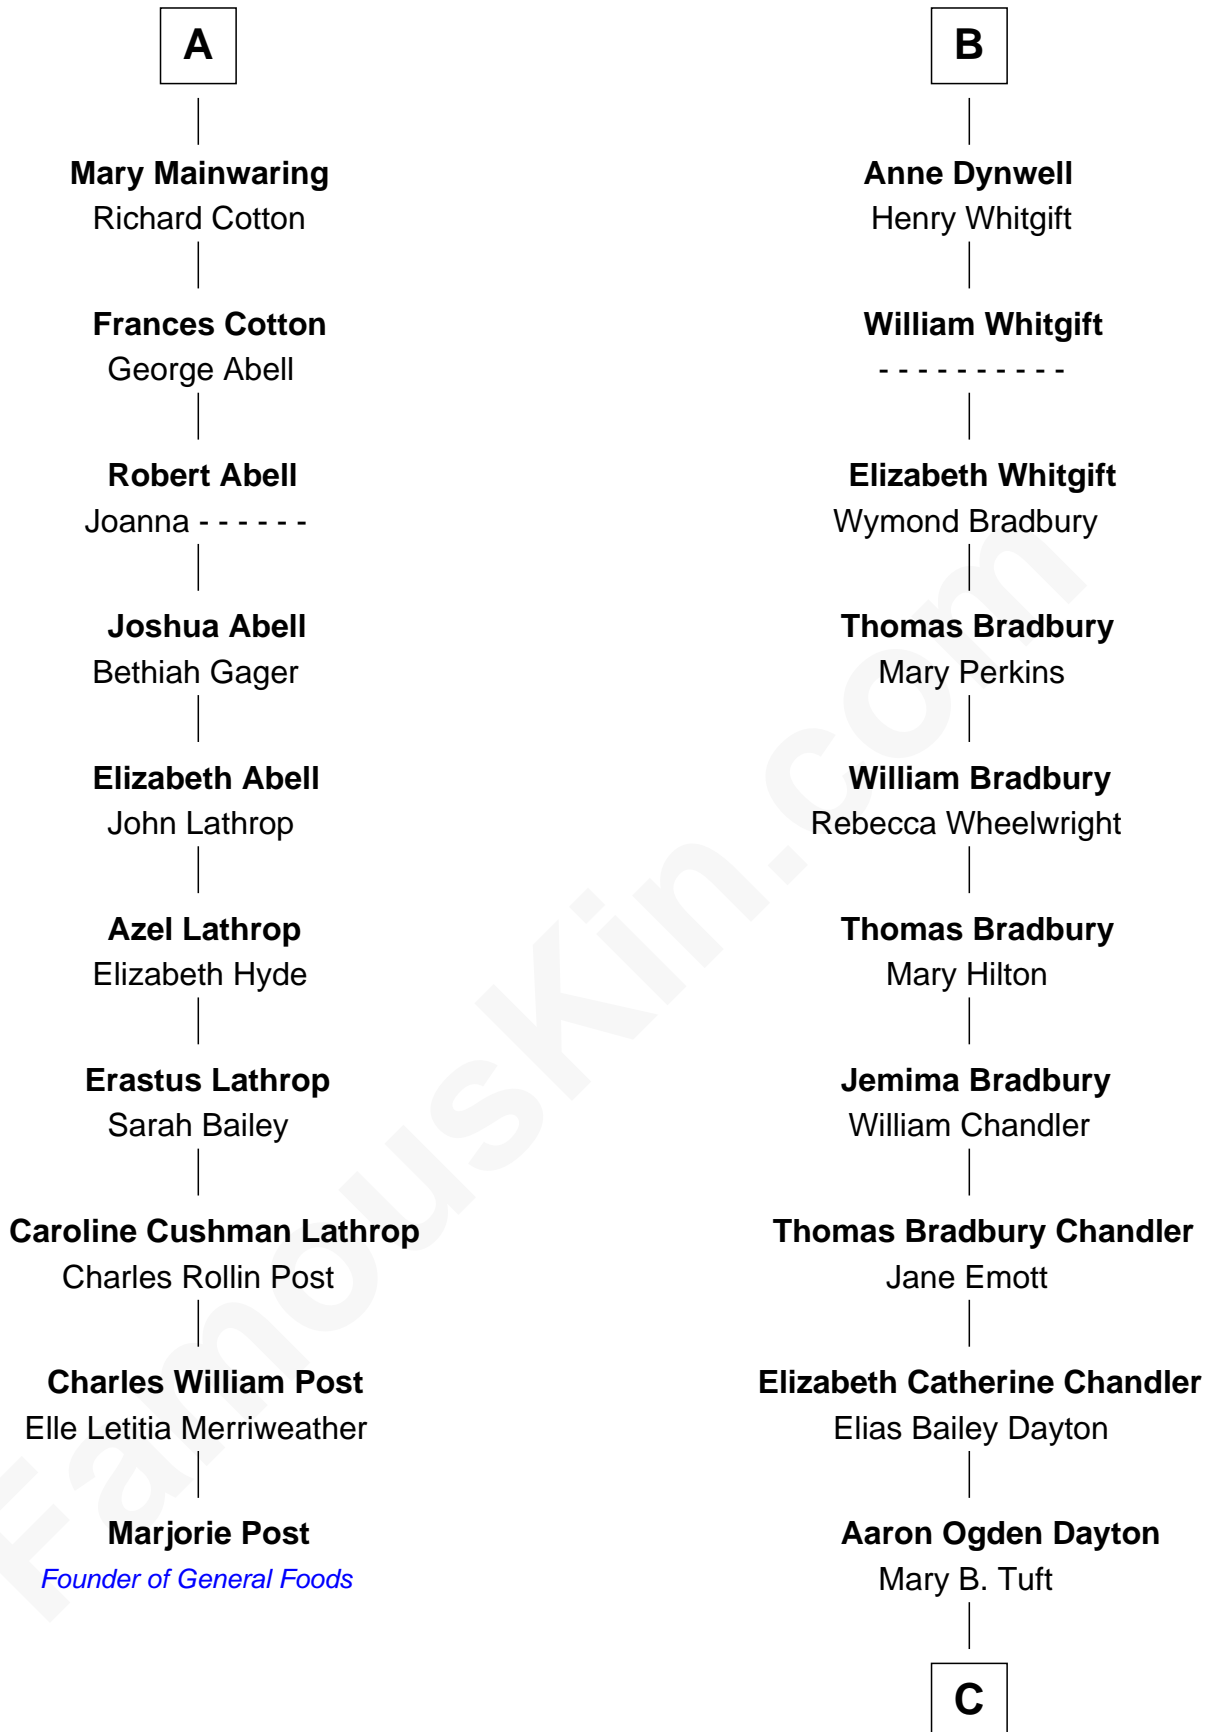 A
Mary Mainwaring
Richard Cotton
Frances Cotton
George Abell
Robert Abell
Joanna - - - - - -
Joshua Abell
Bethiah Gager
Elizabeth Abell
John Lathrop
Azel Lathrop
Elizabeth Hyde
Erastus Lathrop
Sarah Bailey
Caroline Cushman Lathrop
Charles Rollin Post
Charles William Post
Elle Letitia Merriweather
Marjorie Post
Founder of General Foods
B
Anne Dynwell
Henry Whitgift
William Whitgift
- - - - - - - - - -
Elizabeth Whitgift
Wymond Bradbury
Thomas Bradbury
Mary Perkins
William Bradbury
Rebecca Wheelwright
Thomas Bradbury
Mary Hilton
Jemima Bradbury
William Chandler
Thomas Bradbury Chandler
Jane Emott
Elizabeth Catherine Chandler
Elias Bailey Dayton
Aaron Ogden Dayton
Mary B. Tuft
C
FamousKin.com